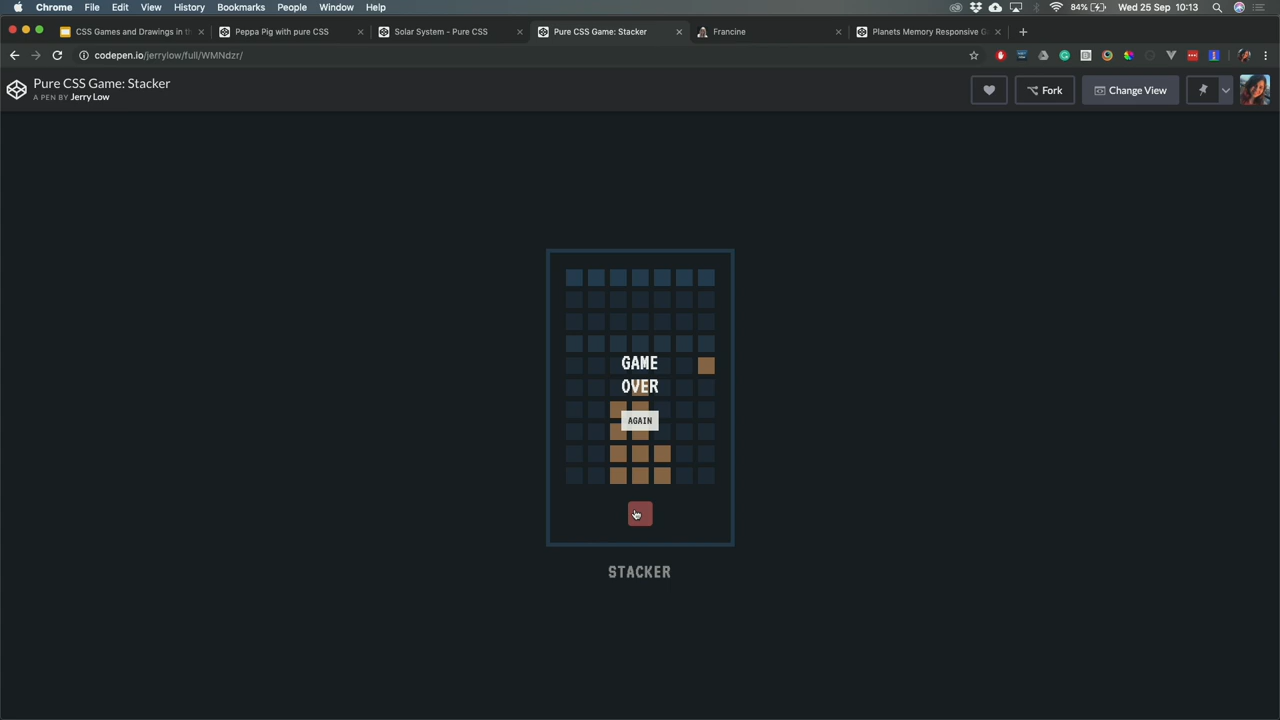 Chrome File Edit View History Bookmarks People Window Help
84% Wed 25 Sep 10:13
CSS Games and Drawings in th
Peppa Pig with pure CSS
Solar System - Pure CSS
Pure CSS Game: Stacker
Francine
Planets Memory Responsive G
codepen.io/jerrylow/full/WMNdzr/
Pure CSS Game: Stacker
A PEN BY Jerry Low
Fork
Change View
GAME
OVER
AGAIN
STACKER